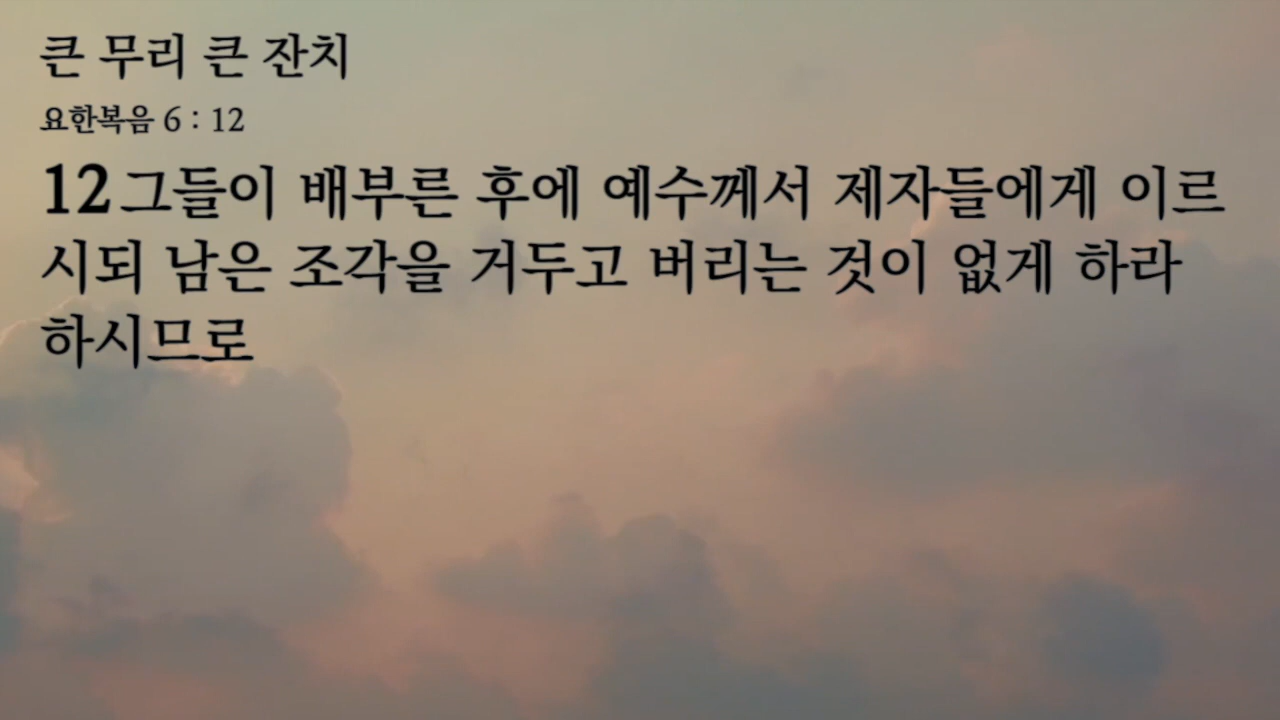 큰 무리 큰 잔치
요한복음 6 : 12
12그들이 배부른 후에 예수께서 제자들에게 이르
시되 남은 조각을 거두고 버리는 것이 없게 하라
하시므로